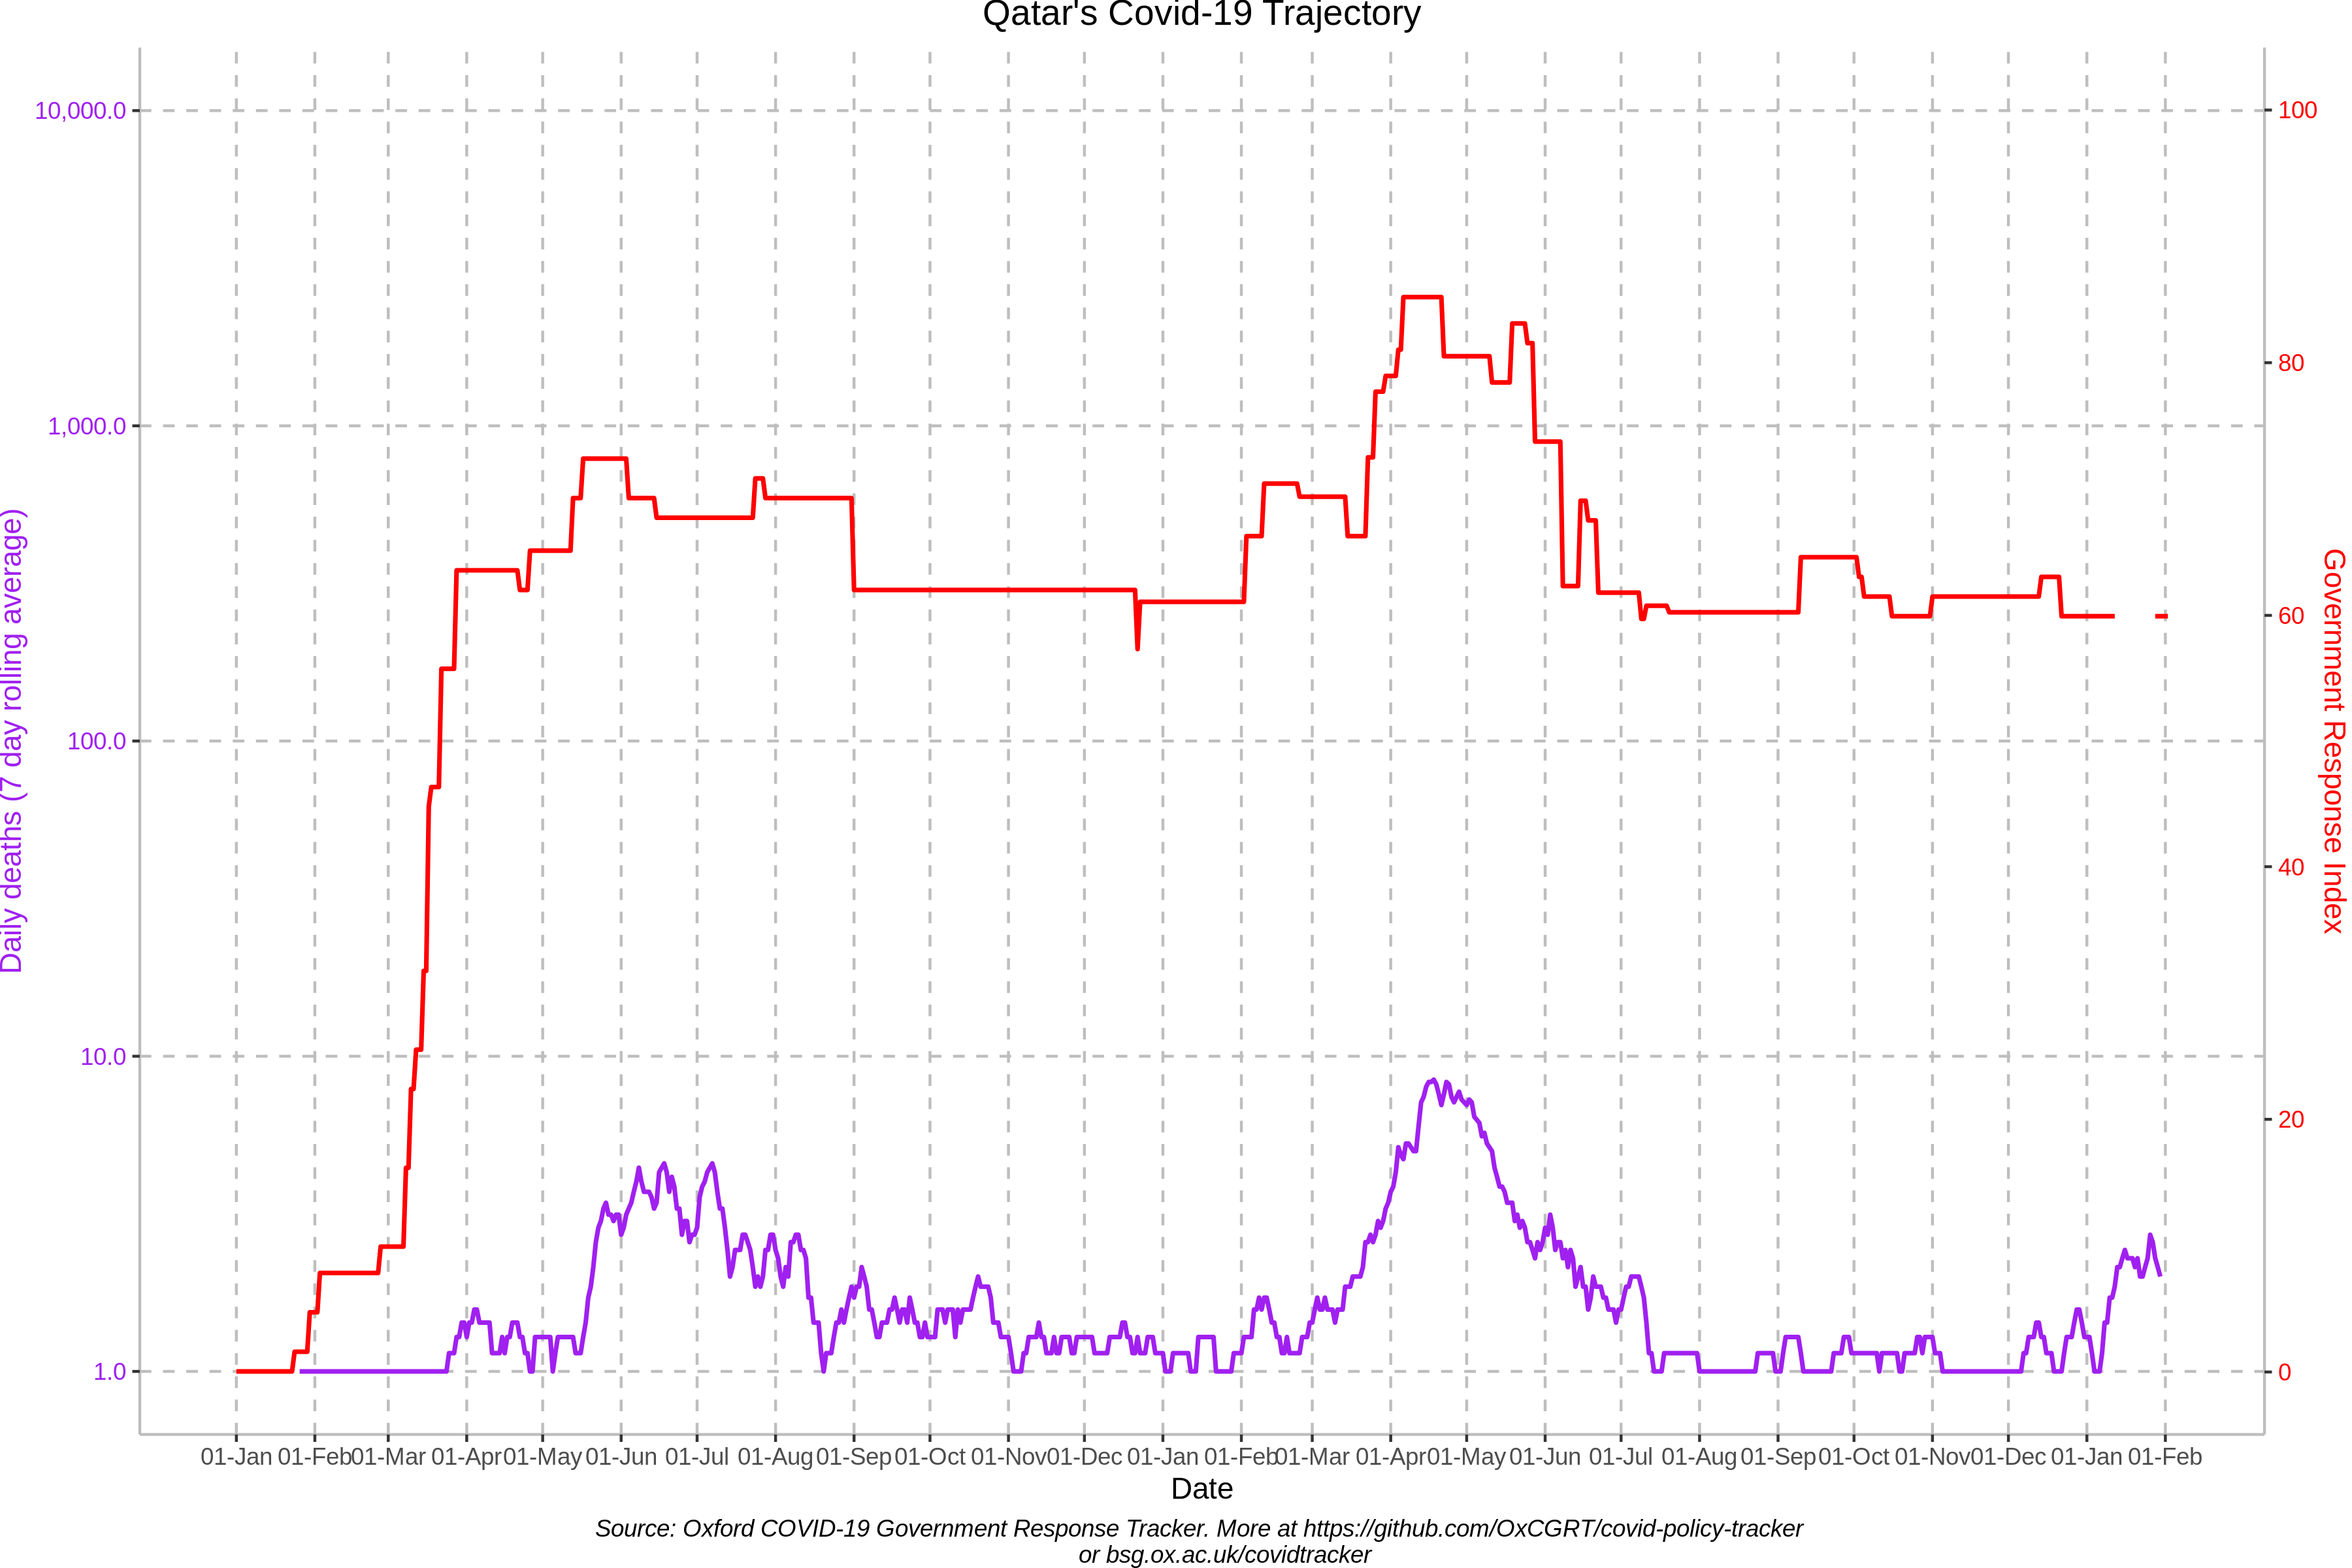 Qatar's Covid-19 Trajectory
10,000.0
1,000.0
100.0
10.0
1.0
Daily deaths (7 day rolling average)
100
80
60
40
20
0
Government Response Index
01-Jan 01-Feb 01-Mar 01-Apr 01-May 01-Jun 01-Jul 01-Aug 01-Sep 01-Oct 01-Nov 01-Dec 01-Jan 01-Feb 01-Mar 01-Apr 01-May 01-Jun 01-Jul 01-Aug 01-Sep 01-Oct 01-Nov 01-Dec 01-Jan 01-Feb
Date
Source: Oxford COVID-19 Government Response Tracker. More at https://github.com/OxCGRT/covid-policy-tracker
or bsg.ox.ac.uk/covidtracker